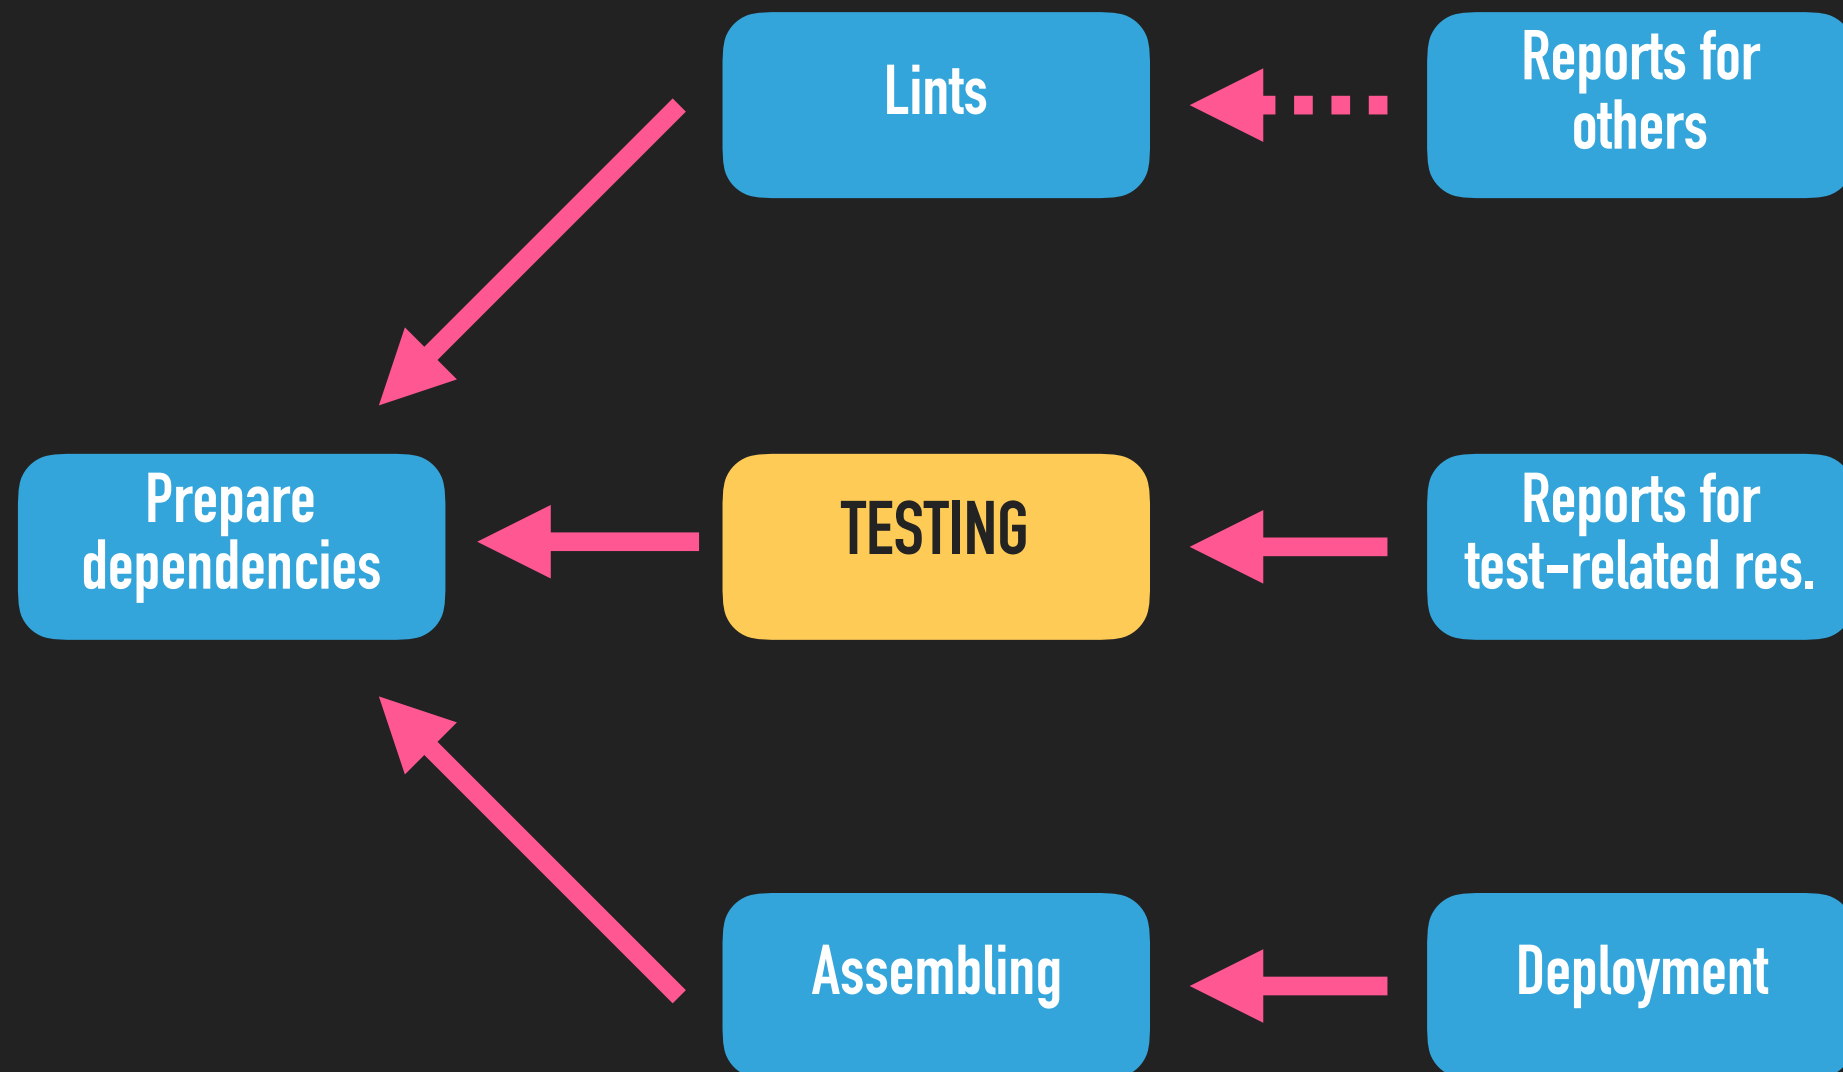 Lints
Reports for
others
Prepare
dependencies
TESTING
Reports for
test-related res.
Assembling
Deployment